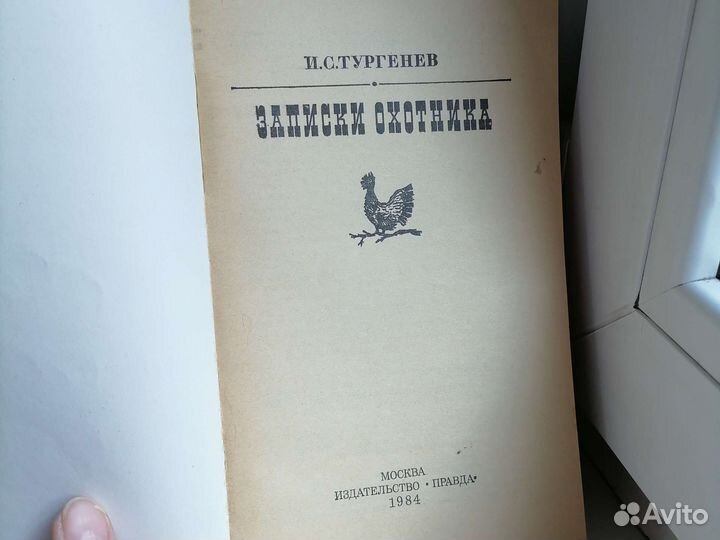 И.С.ТУРГЕНЕВ
ЗАПИСКИ ОХОТНИКА
МОСКВА
ИЗДАТЕЛЬСТВО • ПРАВДА•
1984
Avito